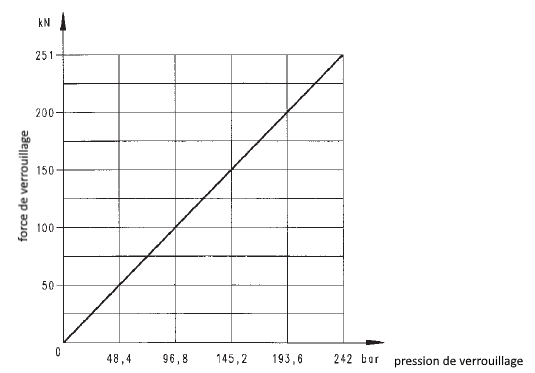 kN
251
200
150
100
50
0
48,4 96,8 145,2 193,6 242 bar
force de verrouillage
pression de verrouillage